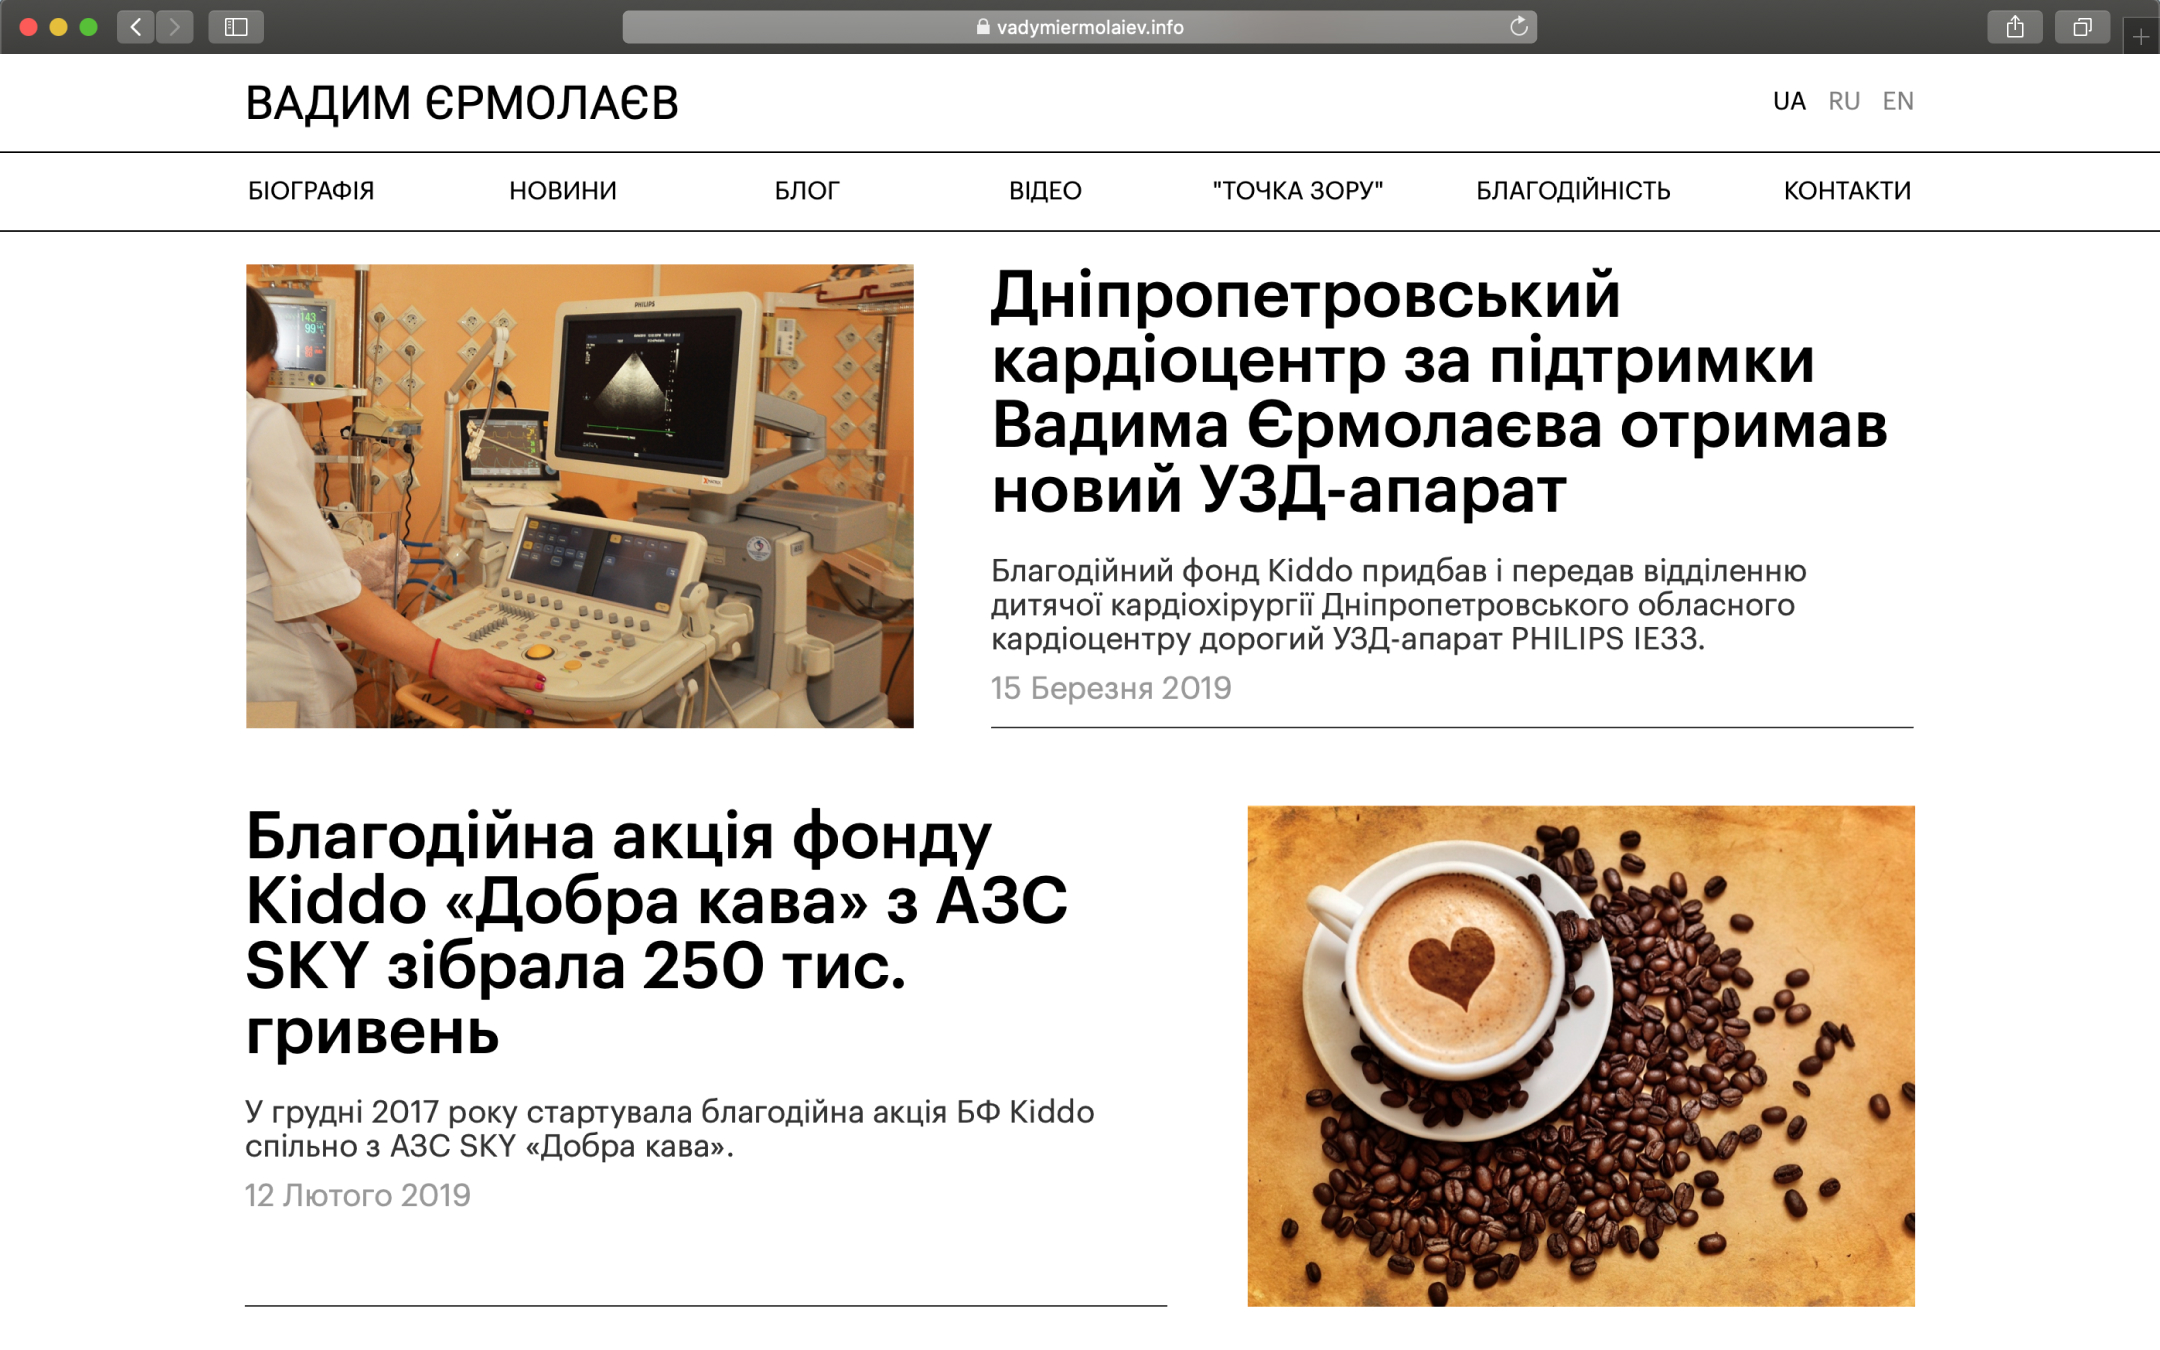 vadymiermolaiev.info
ВАДИМ ЄРМОЛАЄВ
UA RU EN
БІОГРАФІЯ НОВИНИ БЛОГ ВІДЕО "ТОЧКА ЗОРУ" БЛАГОДІЙНІСТЬ КОНТАКТИ
PHILIPS
143
99
Дніпропетровський
кардіоцентр за підтримки
Вадима Єрмолаєва отримав
новий УЗД-апарат
Благодійний фонд Kiddo придбав і передав відділенню
дитячої кардіохірургії Дніпропетровського обласного
кардіоцентру дорогий УЗД-апарат PHILIPS IE33.
15 Березня 2019
Благодійна акція фонду
Kiddo «Добра кава» з АЗС
SKY зібрала 250 тис.
гривень
У грудні 2017 року стартувала благодійна акція БФ Kiddo
спільно з АЗС SKY «Добра кава».
12 Лютого 2019